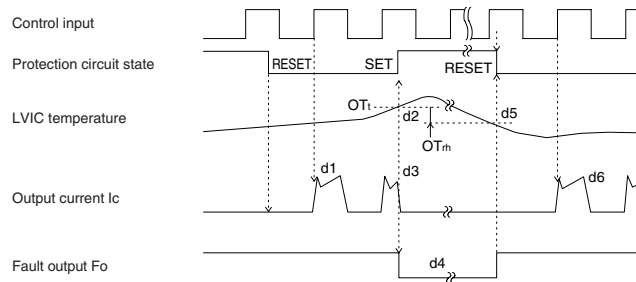 Control input
Protection circuit state
RESET
SET
RESET
LVIC temperature
OTt
d2
d5
OTrh
Output current Ic
d1
d3
d6
Fault output Fo
d4